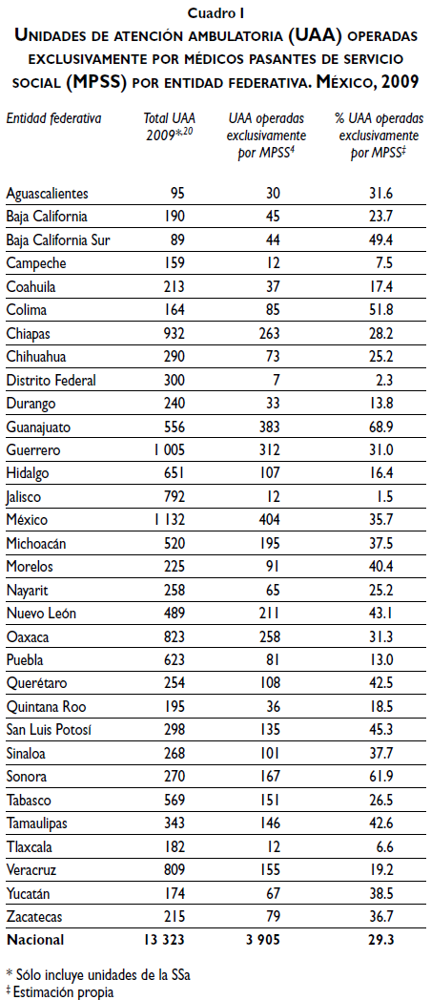 Cuadro I
Unidades de atención ambulatoria (UAA) operadas
exclusivamente por médicos pasantes de servicio
social (MPSS) por entidad federativa. México, 2009
Entidad federativa Total UAA UAA operadas % UAA operadas
2009*,20 exclusivamente exclusivamente
por MPSS4 por MPSS‡
Aguascalientes 95 30 31.6
Baja California 190 45 23.7
Baja California Sur 89 44 49.4
Campeche 159 12 7.5
Coahuila 213 37 17.4
Colima 164 85 51.8
Chiapas 932 263 28.2
Chihuahua 290 73 25.2
Distrito Federal 300 7 2.3
Durango 240 33 13.8
Guanajuato 556 383 68.9
Guerrero 1 005 312 31.0
Hidalgo 651 107 16.4
Jalisco 792 12 1.5
México 1 132 404 35.7
Michoacán 520 195 37.5
Morelos 225 91 40.4
Nayarit 258 65 25.2
Nuevo León 489 211 43.1
Oaxaca 823 258 31.3
Puebla 623 81 13.0
Querétaro 254 108 42.5
Quintana Roo 195 36 18.5
San Luis Potosí 298 135 45.3
Sinaloa 268 101 37.7
Sonora 270 167 61.9
Tabasco 569 151 26.5
Tamaulipas 343 146 42.6
Tlaxcala 182 12 6.6
Veracruz 809 155 19.2
Yucatán 174 67 38.5
Zacatecas 215 79 36.7
Nacional 13 323 3 905 29.3
* Sólo incluye unidades de la SSa
‡ Estimación propia